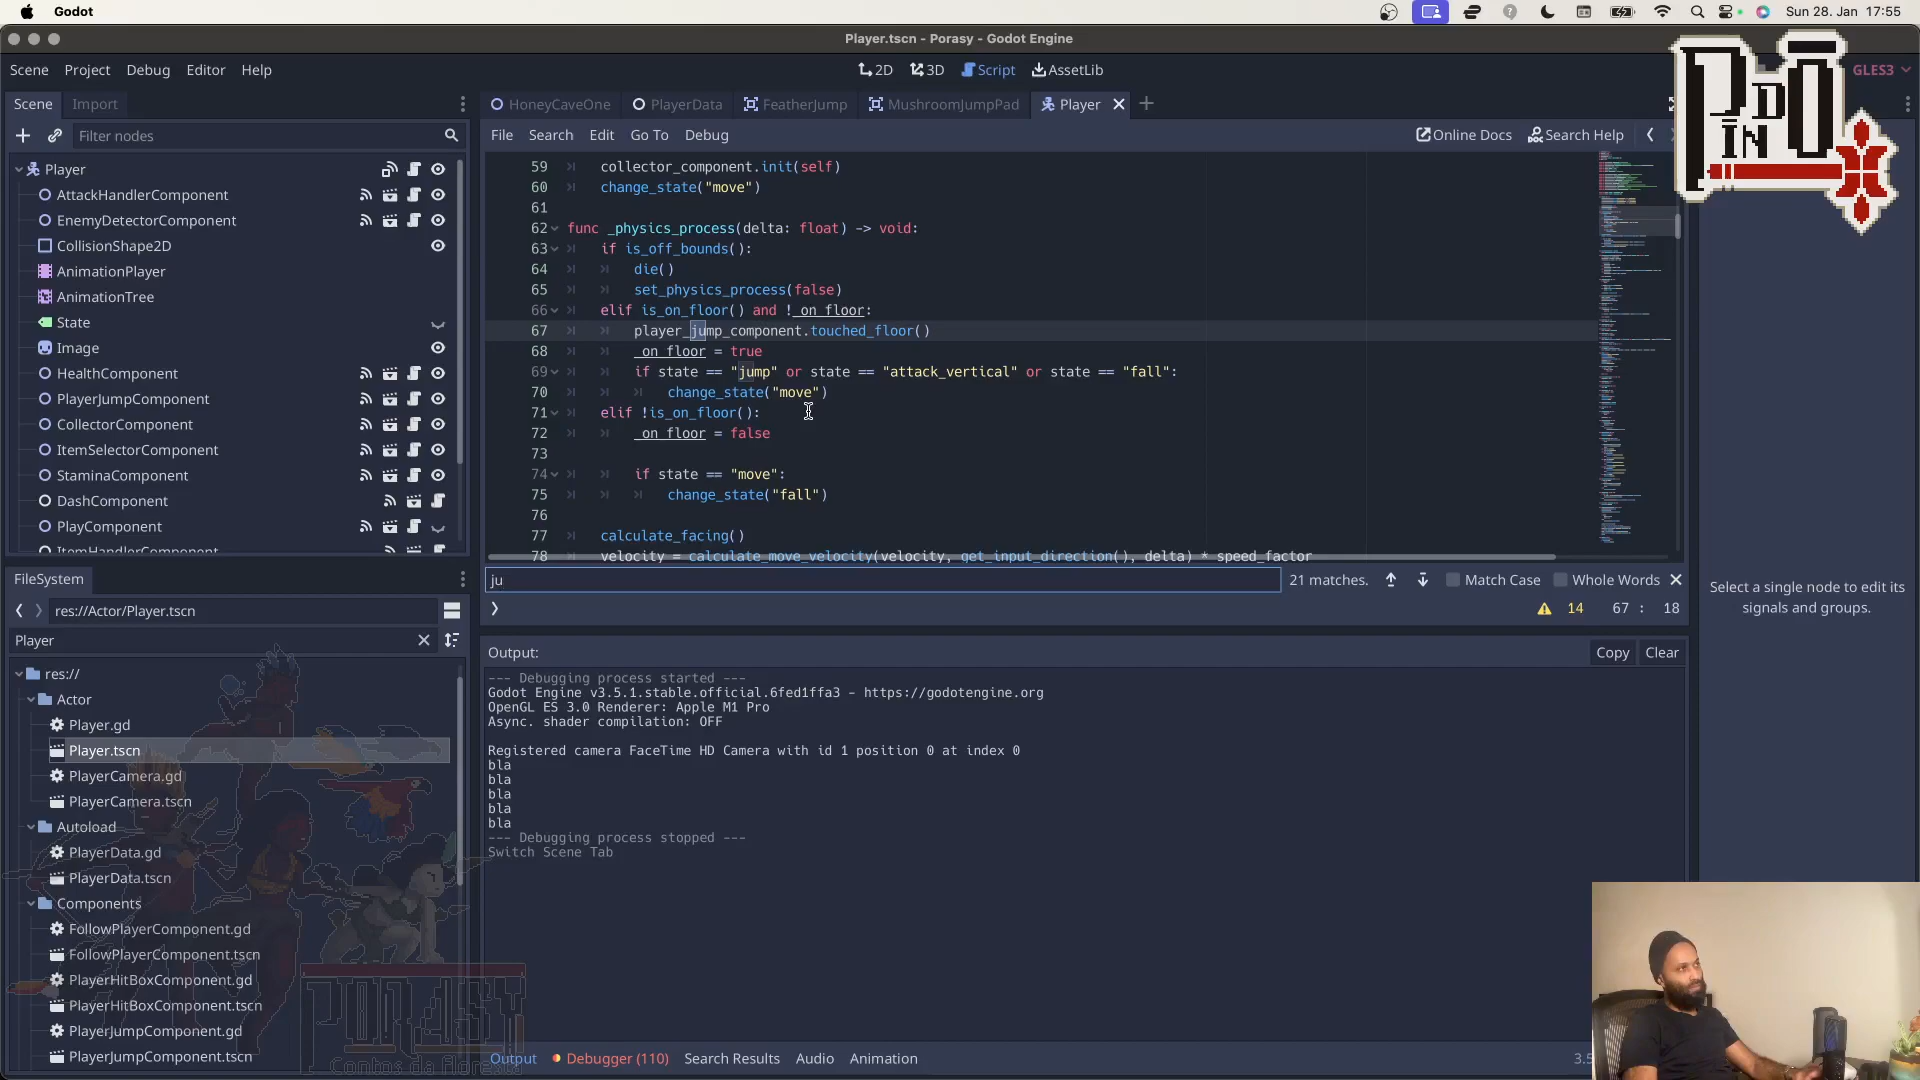 Godot
Sun 28. Jan 17:55
Player.tscn - Porasy - Godot Engine
Scene Project Debug Editor Help
2D 3D Script AssetLib
GLES3
PIDINO
Scene Import
Filter nodes
Player
AttackHandlerComponent
EnemyDetectorComponent
CollisionShape2D
AnimationPlayer
AnimationTree
State
Image
HealthComponent
PlayerJumpComponent
CollectorComponent
ItemSelectorComponent
StaminaComponent
DashComponent
PlayComponent
ItemHandlerComponent
FileSystem
res://Actor/Player.tscn
Player
res://
Actor
Player.gd
Player.tscn
PlayerCamera.gd
PlayerCamera.tscn
Autoload
PlayerData.gd
PlayerData.tscn
Components
FollowPlayerComponent.gd
FollowPlayerComponent.tscn
PlayerHitBoxComponent.gd
PlayerHitBoxComponent.tscn
PlayerJumpComponent.gd
PlayerJumpComponent.tscn
PORASY
Contos da floresta
HoneyCaveOne PlayerData FeatherJump MushroomJumpPad Player
File Search Edit Go To Debug
Online Docs Search Help
59 collector_component.init(self)
60 change_state("move")
61
62 func _physics_process(delta: float) -> void:
63 if is_off_bounds():
64 die()
65 set_physics_process(false)
66 elif is_on_floor() and !_on_floor:
67 player_jump_component.touched_floor()
68 _on_floor = true
69 if state == "jump" or state == "attack_vertical" or state == "fall":
70 change_state("move")
71 elif !is_on_floor():
72 _on_floor = false
73
74 if state == "move":
75 change_state("fall")
76
77 calculate_facing()
78 velocity = calculate_move_velocity(velocity, get_input_direction(), delta) * speed_factor
ju
21 matches. Match Case Whole Words
14 67 : 18
Output:
Copy Clear
--- Debugging process started ---
Godot Engine v3.5.1.stable.official.6fed1ffa3 - https://godotengine.org
OpenGL ES 3.0 Renderer: Apple M1 Pro
Async. shader compilation: OFF
Registered camera FaceTime HD Camera with id 1 position 0 at index 0
bla
bla
bla
bla
bla
--- Debugging process stopped ---
Switch Scene Tab
Output Debugger (110) Search Results Audio Animation
3.5
Select a single node to edit its
signals and groups.